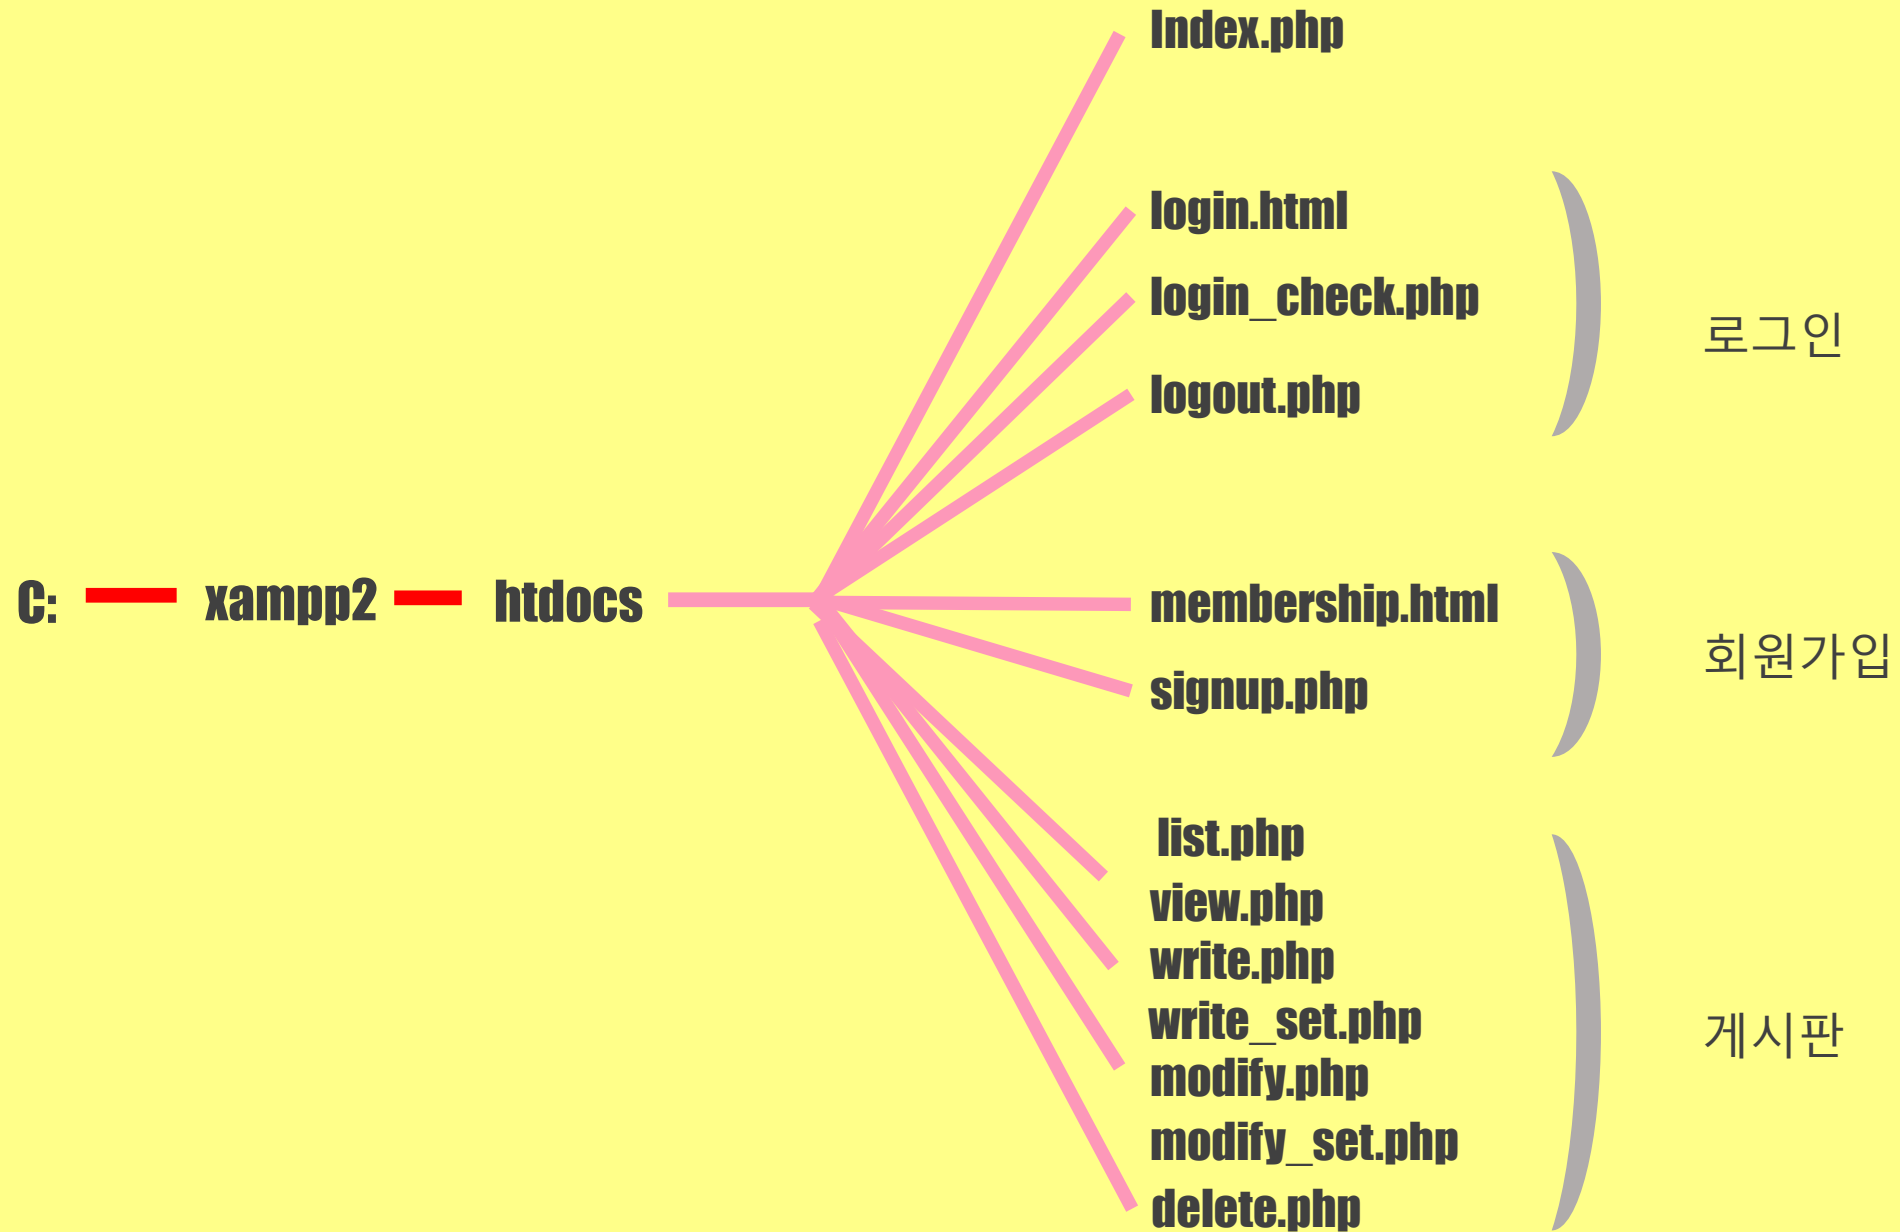 Index.php
login.html
login_check.php
logout.php
로그인
C:
xampp2
htdocs
membership.html
signup.php
회원가입
list.php
view.php
write.php
write_set.php
modify.php
modify_set.php
delete.php
게시판